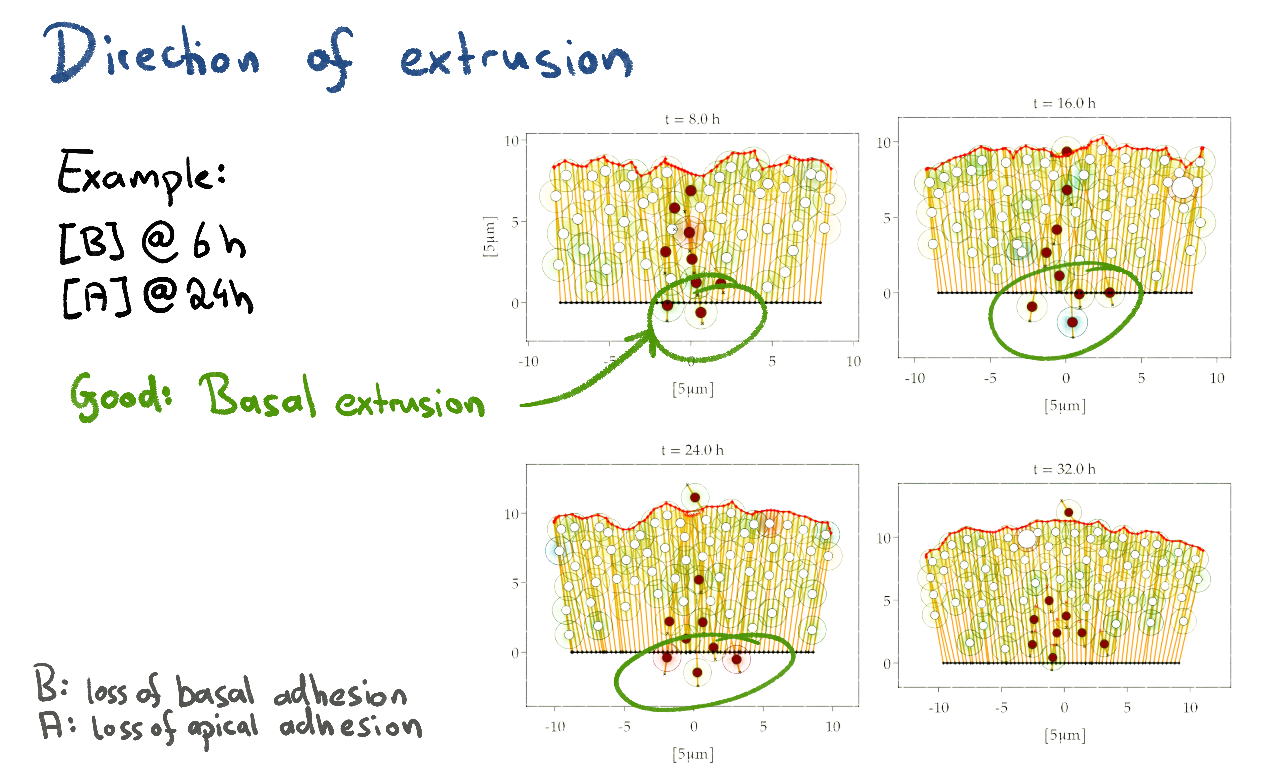 Direction of extrusion
Example:
[B] @ 6h
[A] @ 24h
Good: Basal extrusion
B: loss of basal adhesion
A: loss of apical adhesion
t = 8.0 h
10
5
0
[5μm]
-10 -5 0 5 10
[5μm]
t = 16.0 h
10
5
0
-10 -5 0 5 10
[5μm]
t = 24.0 h
10
5
0
-10 -5 0 5 10
[5μm]
t = 32.0 h
10
5
0
-10 -5 0 5 10
[5μm]